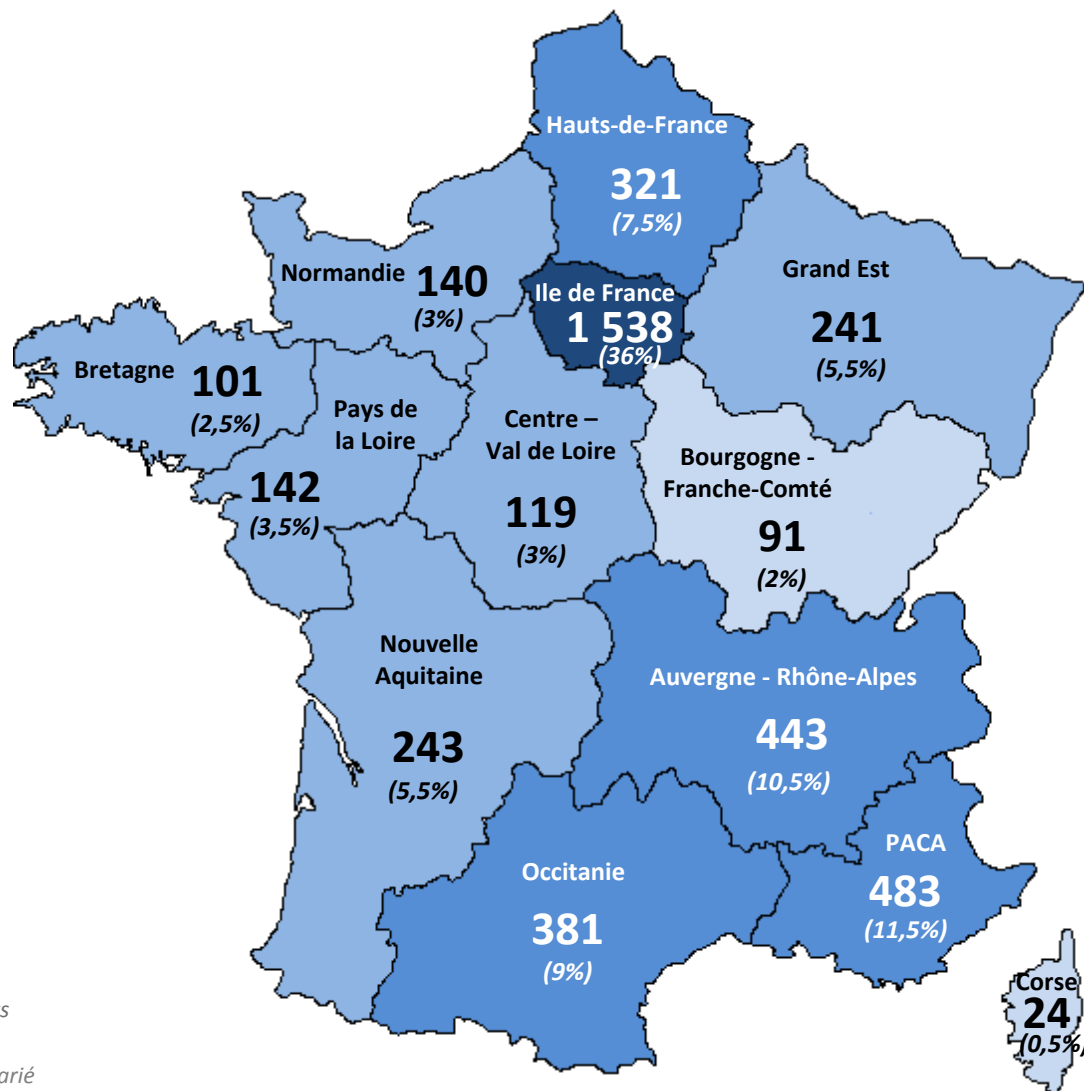 Hauts-de-France
321
(7,5%)
Normandie 140
(3%)
Ile de France
1 538
(36%)
Grand Est
241
(5,5%)
Bretagne 101
(2,5%)
Pays de
la Loire
142
(3,5%)
Centre –
Val de Loire
119
(3%)
Bourgogne -
Franche-Comté
91
(2%)
Nouvelle
Aquitaine
243
(5,5%)
Auvergne - Rhône-Alpes
443
(10,5%)
PACA
483
(11,5%)
Occitanie
381
(9%)
Corse
24
(0,5%)